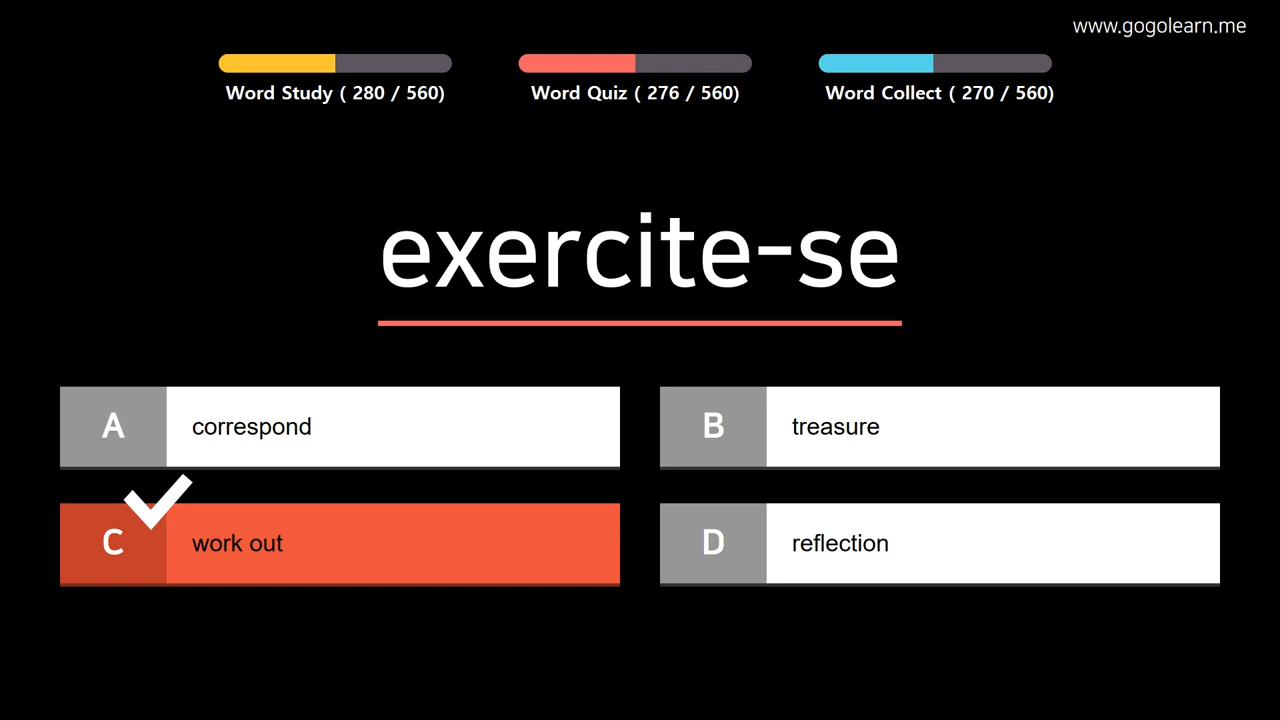 www.gogolearn.me
Word Study ( 280 / 560)
Word Quiz ( 276 / 560)
Word Collect ( 270 / 560)
exercite-se
A correspond
B treasure
C work out
D reflection